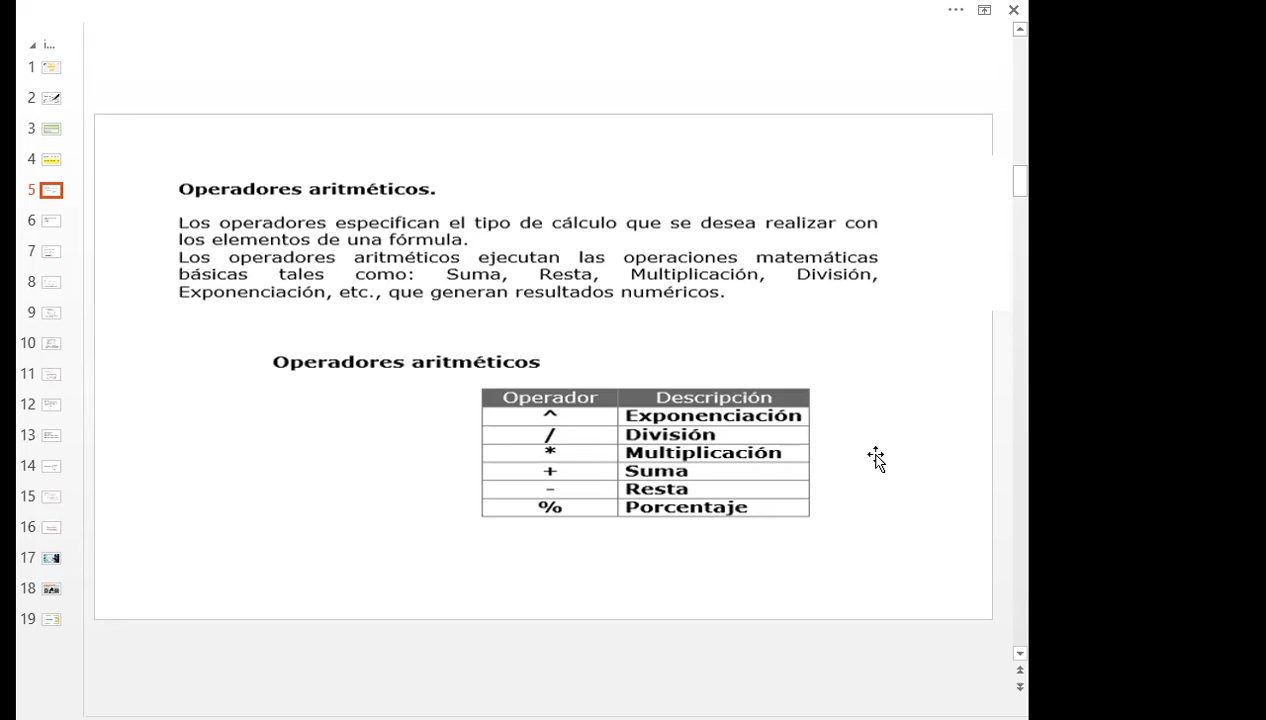 i...
1
2
3
4
5
6
7
8
9
10
11
12
13
14
15
16
17
18
19
Operadores aritméticos.
Los operadores especifican el tipo de cálculo que se desea realizar con
los elementos de una fórmula.
Los operadores aritméticos ejecutan las operaciones matemáticas
básicas tales como: Suma, Resta, Multiplicación, División,
Exponenciación, etc., que generan resultados numéricos.
Operadores aritméticos
Operador Descripción
^ Exponenciación
/ División
* Multiplicación
+ Suma
- Resta
% Porcentaje